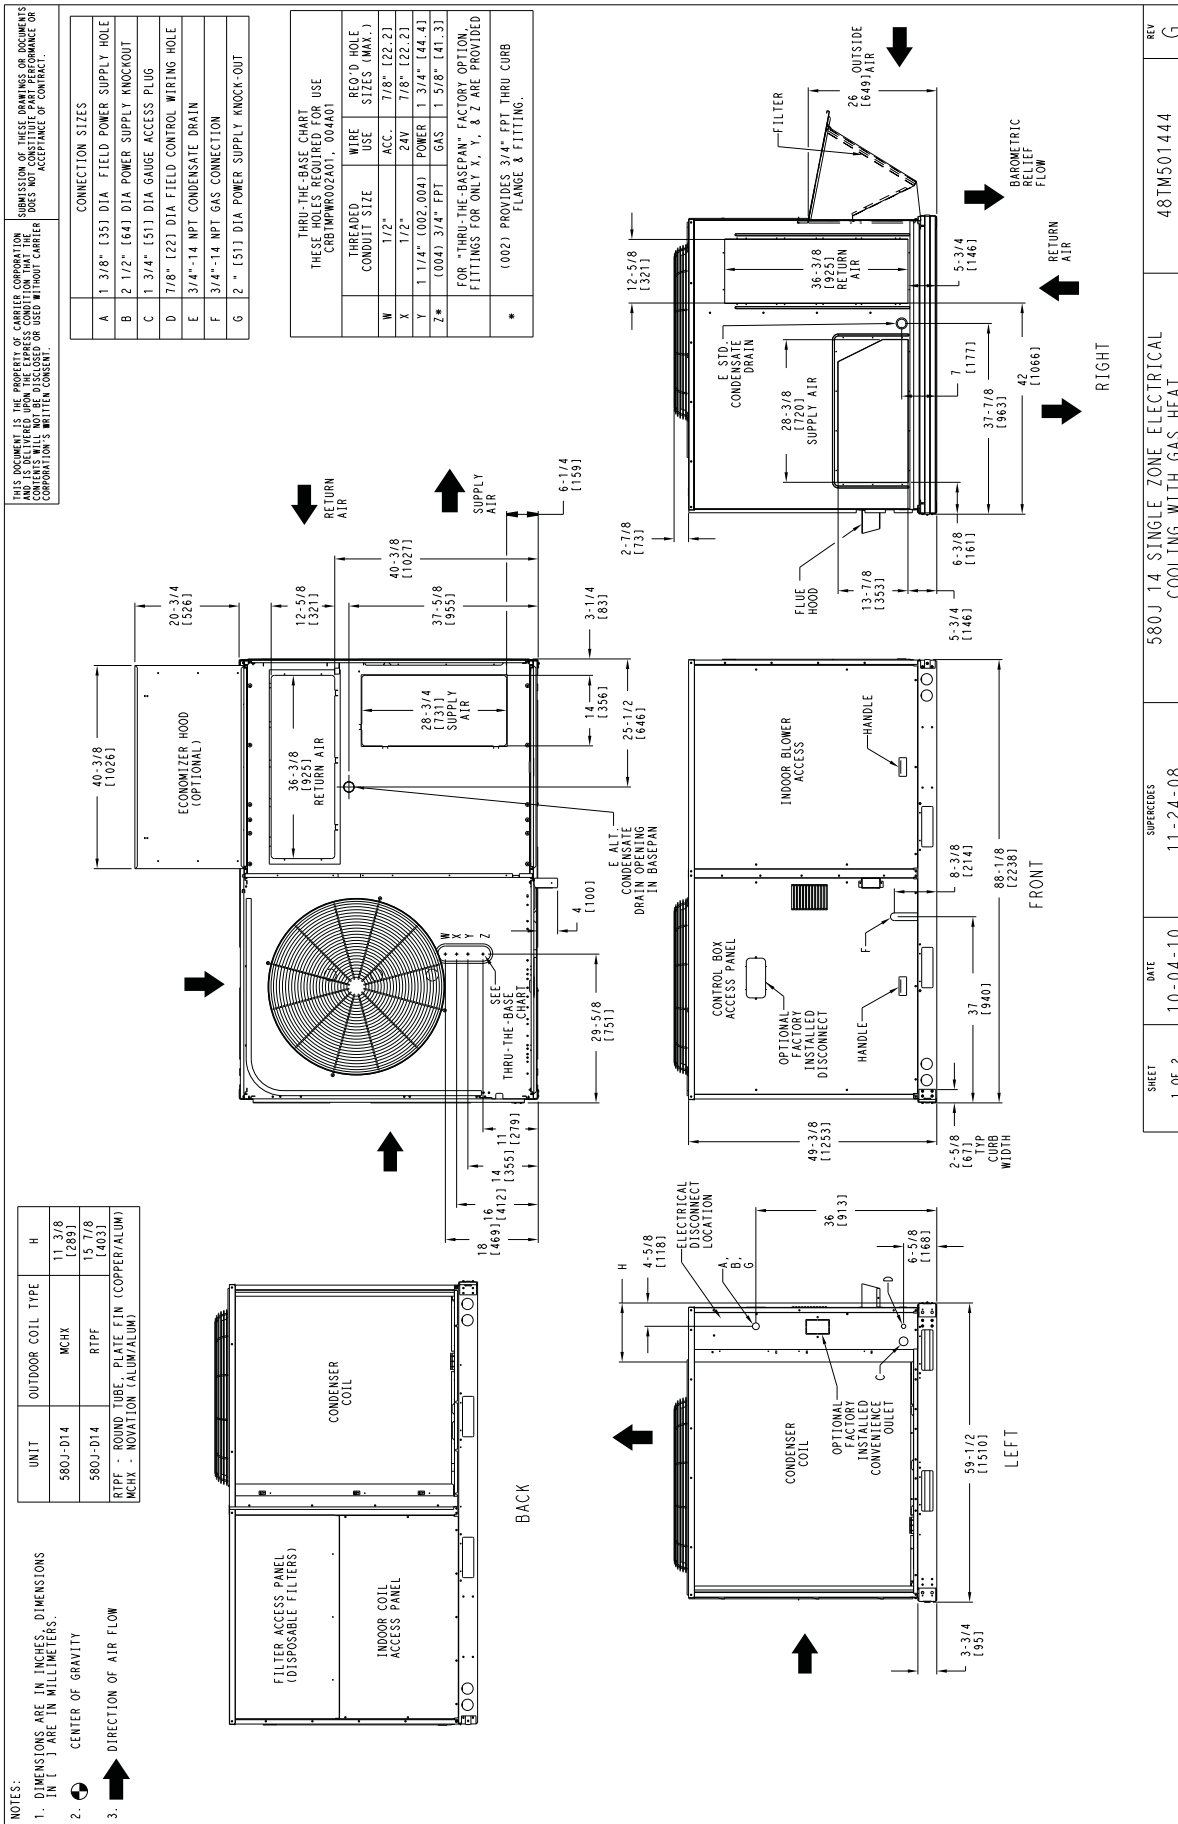 NOTES:
1. DIMENSIONS ARE IN INCHES, DIMENSIONS
IN [ ] ARE IN MILLIMETERS.
2. CENTER OF GRAVITY
3. DIRECTION OF AIR FLOW
UNIT OUTDOOR COIL TYPE H
580J-D14 MCHX 11 3/8 [289]
580J-D14 RTPF 15 7/8 [403]
RTPF - ROUND TUBE, PLATE FIN (COPPER/ALUM)
MCHX - NOVATION (ALUM/ALUM)
THIS DOCUMENT IS THE PROPERTY OF CARRIER CORPORATION
AND IS DELIVERED UPON THE EXPRESS CONDITION THAT THE
CONTENTS WILL NOT BE DISCLOSED OR USED WITHOUT CARRIER
CORPORATION'S WRITTEN CONSENT.
SUBMISSION OF THESE DRAWINGS OR DOCUMENTS
DOES NOT CONSTITUTE PART PERFORMANCE OR
ACCEPTANCE OF CONTRACT.
CONNECTION SIZES
A 1 3/8" [35] DIA FIELD POWER SUPPLY HOLE
B 2 1/2" [64] DIA POWER SUPPLY KNOCKOUT
C 1 3/4" [51] DIA GAUGE ACCESS PLUG
D 7/8" [22] DIA FIELD CONTROL WIRING HOLE
E 3/4"-14 NPT CONDENSATE DRAIN
F 3/4"-14 NPT GAS CONNECTION
G 2 " [51] DIA POWER SUPPLY KNOCK-OUT
THRU-THE-BASE CHART
THESE HOLES REQUIRED FOR USE
CRBTMPWR002A01, 004A01
THREADED CONDUIT SIZE WIRE USE REQ'D HOLE SIZES (MAX.)
W 1/2" ACC. 7/8" [22.2]
X 1/2" 24V 7/8" [22.2]
Y 1 1/4" (002,004) POWER 1 3/4" [44.4]
Z* (004) 3/4" FPT GAS 1 5/8" [41.3]
FOR "THRU-THE-BASEPAN" FACTORY OPTION,
FITTINGS FOR ONLY X, Y, & Z ARE PROVIDED
* (002) PROVIDES 3/4" FPT THRU CURB
FLANGE & FITTING.
FILTER ACCESS PANEL
(DISPOSABLE FILTERS)
INDOOR COIL
ACCESS PANEL
CONDENSER
COIL
BACK
40-3/8
[1026]
20-3/4
[526]
ECONOMIZER HOOD
(OPTIONAL)
12-5/8
[321]
36-3/8
[925]
RETURN AIR
RETURN
AIR
40-3/8
[1027]
37-5/8
[955]
28-3/4
[731]
SUPPLY
AIR
SUPPLY
AIR
6-1/4
[159]
3-1/4
[83]
14
[356]
25-1/2
[646]
E ALT.
CONDENSATE
DRAIN OPENING
IN BASEPAN
4
[100]
W
X
Y
Z
SEE
THRU-THE-BASE
CHART
29-5/8
[751]
11
[279]
14
[355]
16
[412]
18
[469]
H
4-5/8
[118]
ELECTRICAL
DISCONNECT
LOCATION
A,
B,
G
36
[913]
6-5/8
[168]
D
C
CONDENSER
COIL
OPTIONAL
FACTORY
INSTALLED
CONVENIENCE
OULET
59-1/2
[1510]
3-3/4
[95]
LEFT
CONTROL BOX
ACCESS PANEL
OPTIONAL
FACTORY
INSTALLED
DISCONNECT
HANDLE
F
INDOOR BLOWER
ACCESS
HANDLE
49-3/8
[1253]
2-5/8
[67]
TYP
CURB
WIDTH
37
[940]
8-3/8
[214]
88-1/8
[2238]
FRONT
2-7/8
[73]
12-5/8
[321]
FLUE
HOOD
13-7/8
[353]
5-3/4
[146]
6-3/8
[161]
E STD.
CONDENSATE
DRAIN
28-3/8
[720]
SUPPLY AIR
36-3/8
[925]
RETURN
AIR
FILTER
26
[649]
OUTSIDE
AIR
5-3/4
[146]
BAROMETRIC
RELIEF
FLOW
RETURN
AIR
7
[177]
37-7/8
[963]
42
[1066]
RIGHT
SHEET
1 OF 2
DATE
10-04-10
SUPERCEDES
11-24-08
580J 14 SINGLE ZONE ELECTRICAL
COOLING WITH GAS HEAT
48TM501444
REV
G